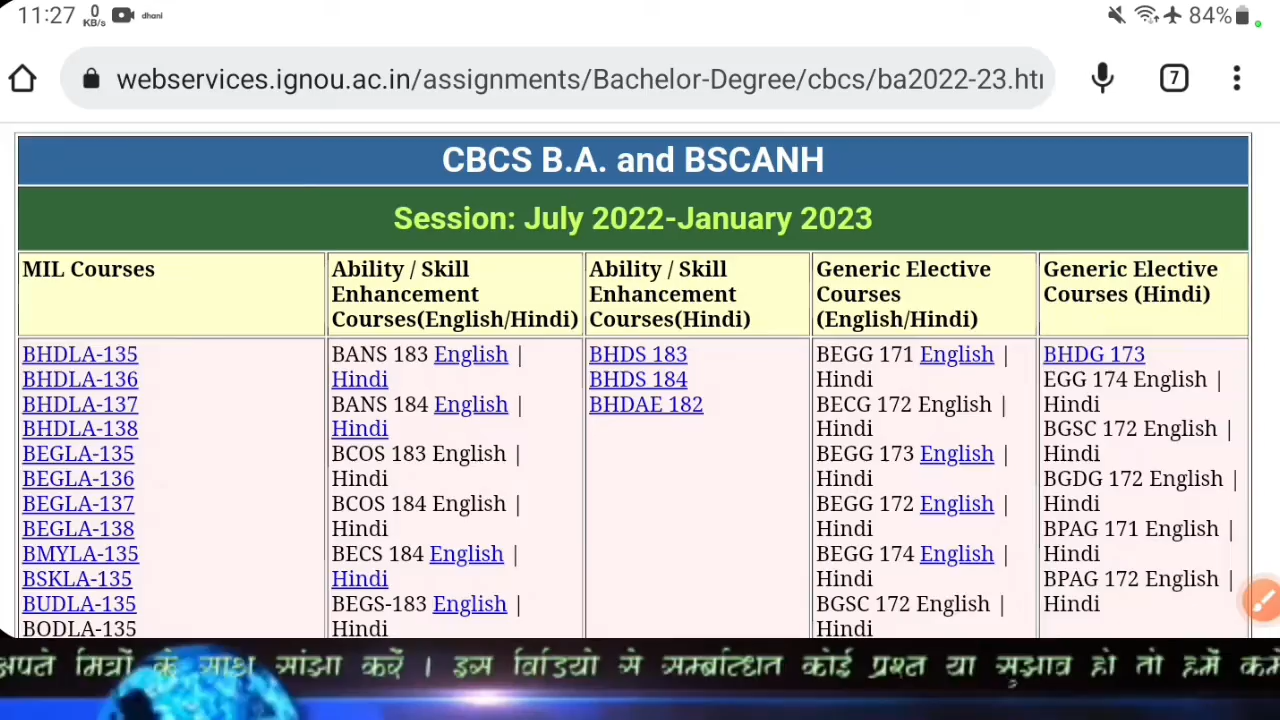 11:27 0 KB/s dhani 84%
webservices.ignou.ac.in/assignments/Bachelor-Degree/cbcs/ba2022-23.htm
7
CBCS B.A. and BSCANH
Session: July 2022-January 2023
MIL Courses
Ability / Skill
Enhancement
Courses(English/Hindi)
Ability / Skill
Enhancement
Courses(Hindi)
Generic Elective
Courses
(English/Hindi)
Generic Elective
Courses (Hindi)
BHDLA-135
BHDLA-136
BHDLA-137
BHDLA-138
BEGLA-135
BEGLA-136
BEGLA-137
BEGLA-138
BMYLA-135
BSKLA-135
BUDLA-135
BODLA-135
BANS 183 English |
Hindi
BANS 184 English |
Hindi
BCOS 183 English |
Hindi
BCOS 184 English |
Hindi
BECS 184 English |
Hindi
BEGS-183 English |
Hindi
BHDS 183
BHDS 184
BHDAE 182
BEGG 171 English |
Hindi
BECG 172 English |
Hindi
BEGG 173 English |
Hindi
BEGG 172 English |
Hindi
BEGG 174 English |
Hindi
BGSC 172 English |
Hindi
BHDG 173
EGG 174 English |
Hindi
BGSC 172 English |
Hindi
BGDG 172 English |
Hindi
BPAG 171 English |
Hindi
BPAG 172 English |
Hindi
मित्रों के साथ सांझा करें । इस विडियो से सम्बन्धित कोई प्रश्न या सुझाव हो तो हमें